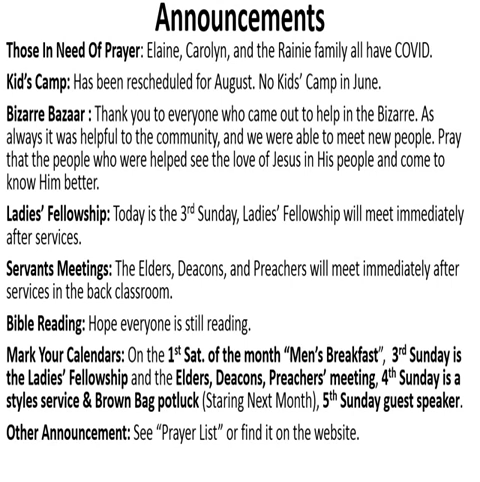 Announcements
Those In Need Of Prayer: Elaine, Carolyn, and the Rainie family all have COVID.
Kid's Camp: Has been rescheduled for August. No Kids' Camp in June.
Bizarre Bazaar : Thank you to everyone who came out to help in the Bizarre. As
always it was helpful to the community, and we were able to meet new people. Pray
that the people who were helped see the love of Jesus in His people and come to
know Him better.
Ladies' Fellowship: Today is the 3rd Sunday, Ladies' Fellowship will meet immediately
after services.
Servants Meetings: The Elders, Deacons, and Preachers will meet immediately after
services in the back classroom.
Bible Reading: Hope everyone is still reading.
Mark Your Calendars: On the 1st Sat. of the month "Men's Breakfast", 3rd Sunday is
the Ladies' Fellowship and the Elders, Deacons, Preachers' meeting, 4th Sunday is a
styles service & Brown Bag potluck (Staring Next Month), 5th Sunday guest speaker.
Other Announcement: See "Prayer List" or find it on the website.